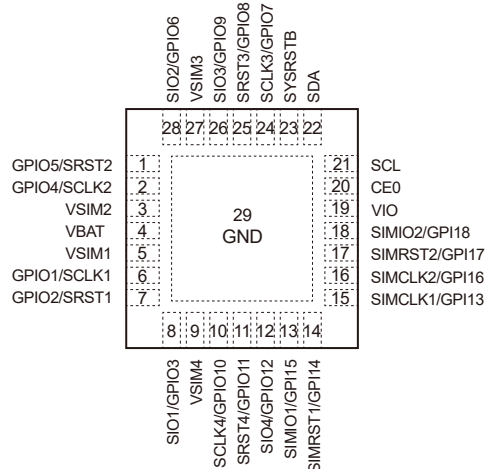 SIO2/GPIO6
VSIM3
SIO3/GPIO9
SRST3/GPIO8
SCLK3/GPIO7
SYSRSTB
SDA
28 27 26 25 24 23 22
GPIO5/SRST2 1
GPIO4/SCLK2 2
VSIM2 3
VBAT 4
VSIM1 5
GPIO1/SCLK1 6
GPIO2/SRST1 7
29
GND
21 SCL
20 CE0
19 VIO
18 SIMIO2/GPI18
17 SIMRST2/GPI17
16 SIMCLK2/GPI16
15 SIMCLK1/GPI13
8 9 10 11 12 13 14
SIO1/GPIO3
VSIM4
SCLK4/GPIO10
SRST4/GPIO11
SIO4/GPIO12
SIMIO1/GPI15
SIMRST1/GPI14